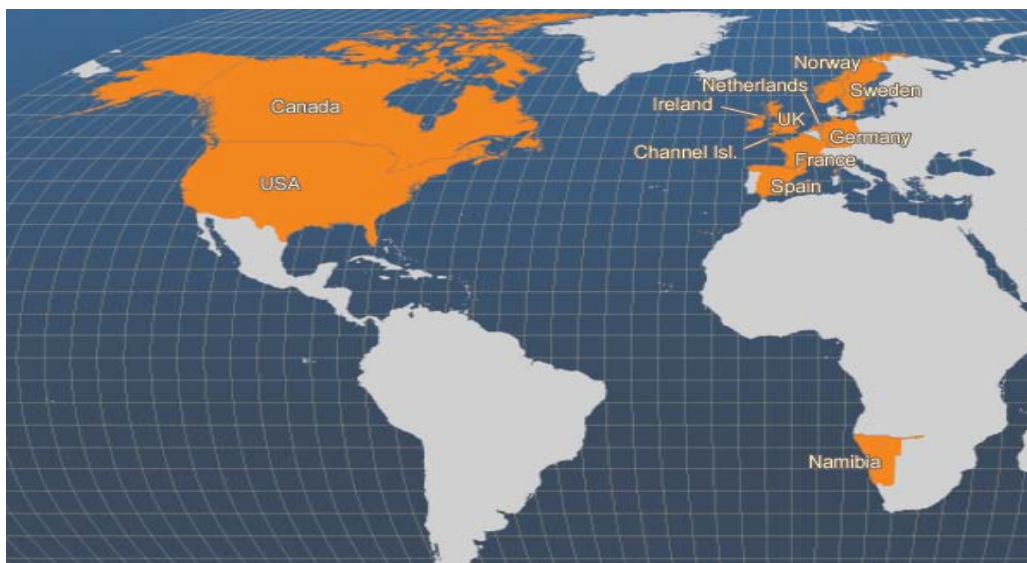 Canada
USA
Norway
Netherlands
Sweden
Ireland
UK
Germany
Channel Isl.
France
Spain
Namibia